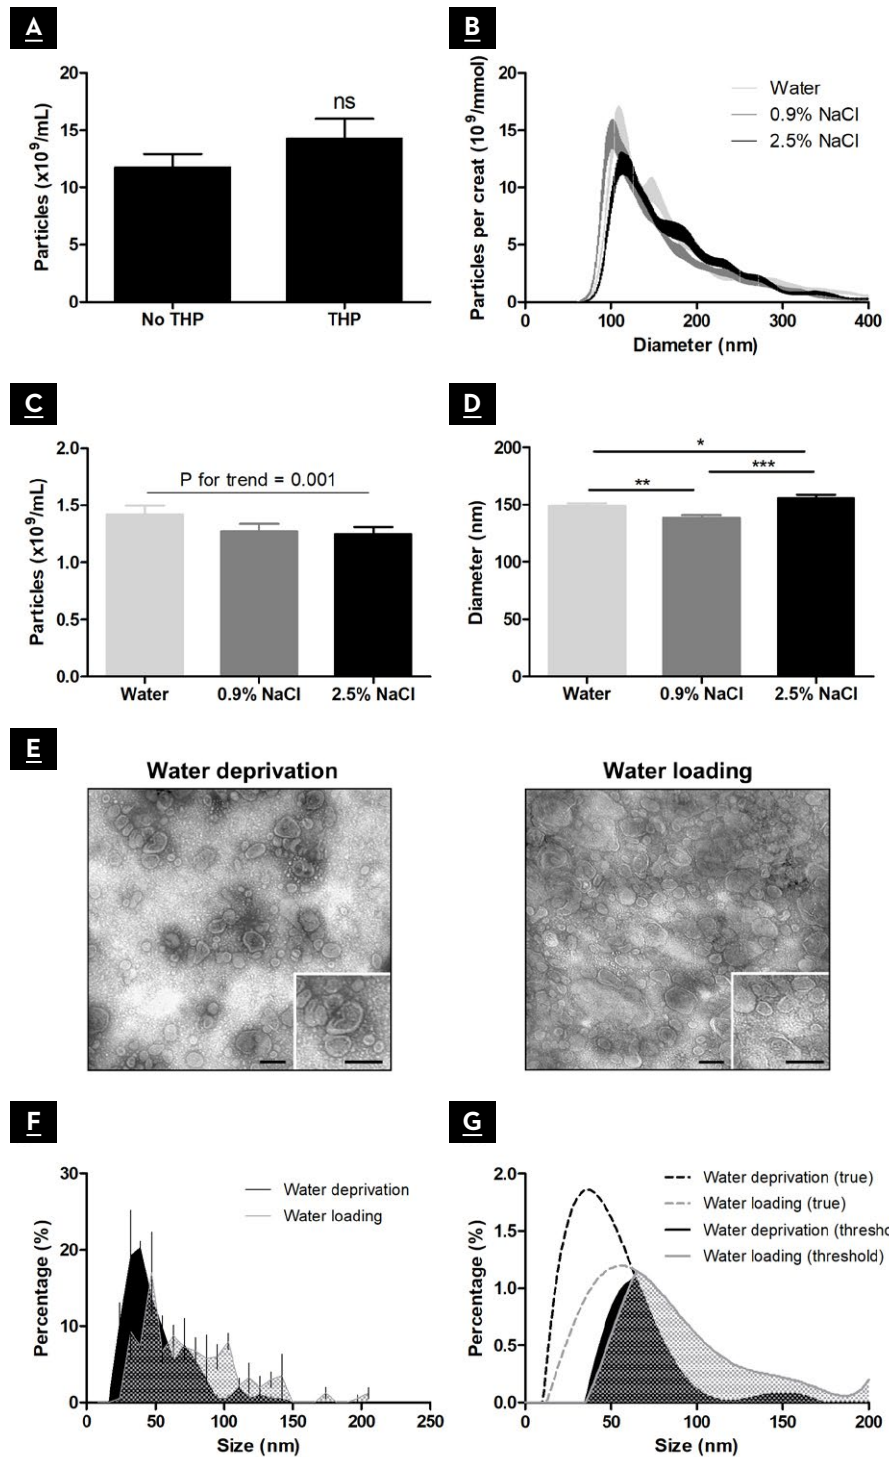 A
B
20
15
10
5
0
Particles (x10⁹/mL)
ns
No THP
THP
20
15
10
5
0
Particles per creat (10⁹/mmol)
Water
0.9% NaCl
2.5% NaCl
0
100
200
300
400
Diameter (nm)
C
D
2.0
1.5
1.0
0.5
0.0
Particles (x10⁹/mL)
P for trend = 0.001
Water
0.9% NaCl
2.5% NaCl
200
150
100
50
0
Diameter (nm)
*
***
**
Water
0.9% NaCl
2.5% NaCl
E
Water deprivation
Water loading
F
G
30
20
10
0
Percentage (%)
Water deprivation
Water loading
0
50
100
150
200
250
Size (nm)
2.0
1.5
1.0
0.5
0.0
Percentage (%)
Water deprivation (true)
Water loading (true)
Water deprivation (thresho
Water loading (threshold)
0
50
100
150
200
Size (nm)